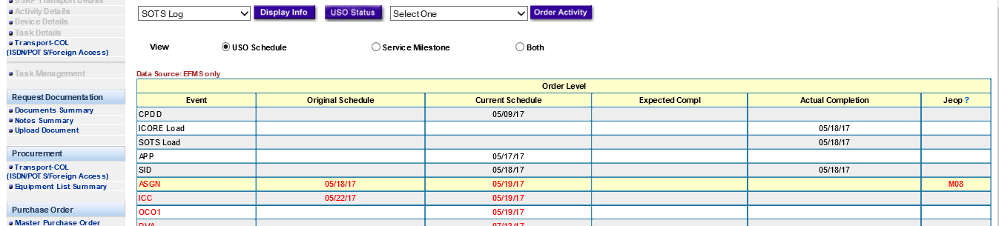 USRP Transport Details
Activity Details
Device Details
Task Details
Transport-COL
(ISDN/POTS/Foreign Access)
Task Management
Request Documentation
Documents Summary
Notes Summary
Upload Document
Procurement
Transport-COL
(ISDN/POTS/Foreign Access)
Equipment List Summary
Purchase Order
Master Purchase Order
SOTS Log Display Info USO Status Select One Order Activity
View USO Schedule Service Milestone Both
Data Source: EFMS only
Order Level
Event Original Schedule Current Schedule Expected Compl Actual Completion Jeop ?
CPDD 05/09/17
ICORE Load 05/18/17
SOTS Load 05/18/17
APP 05/17/17
SID 05/18/17 05/18/17
ASGN 05/18/17 05/19/17 M08
ICC 05/22/17 05/19/17
OCO1 05/19/17
DVA 07/13/17